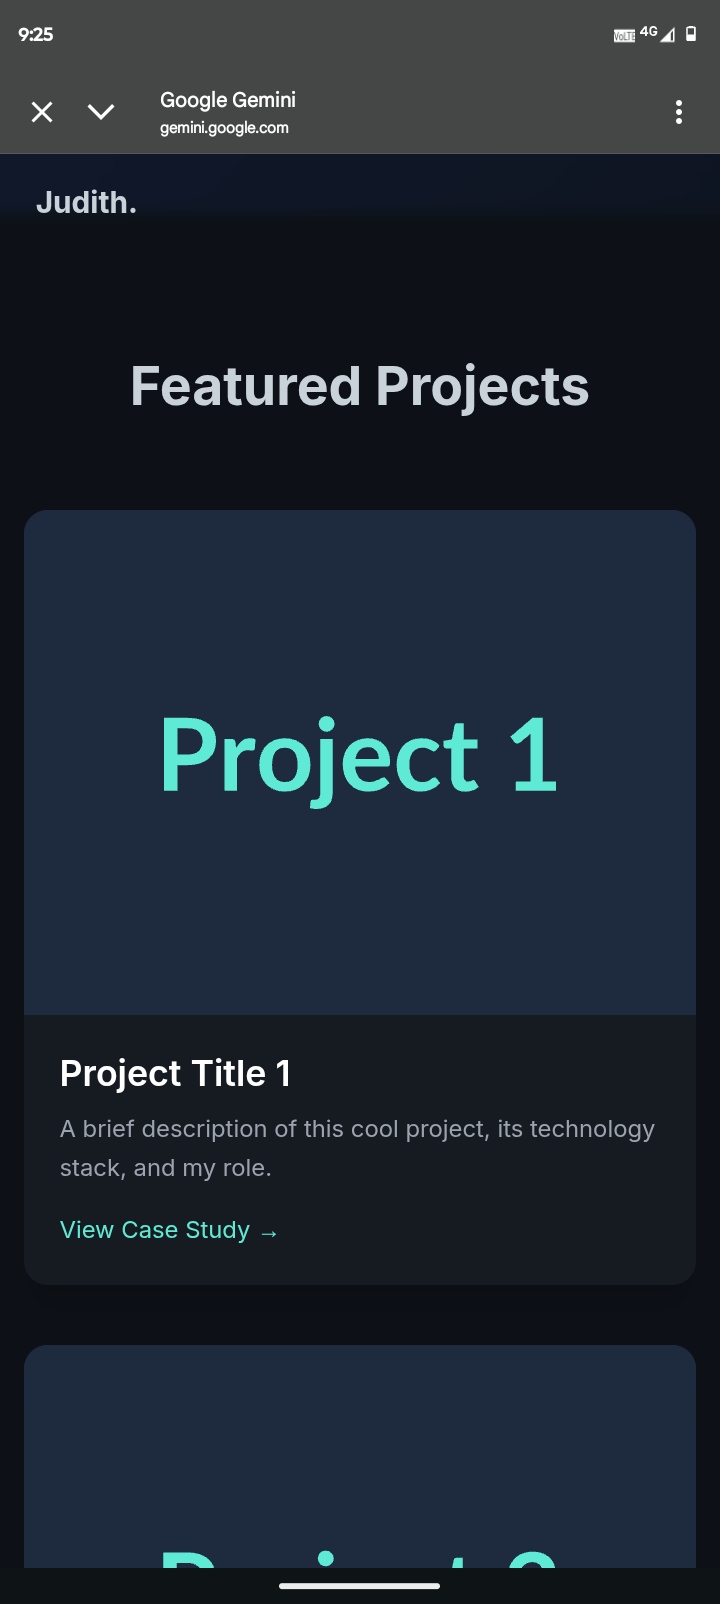 9:25
VoLTE 4G
Google Gemini
gemini.google.com
Judith.
Featured Projects
Project 1
Project Title 1
A brief description of this cool project, its technology
stack, and my role.
View Case Study →